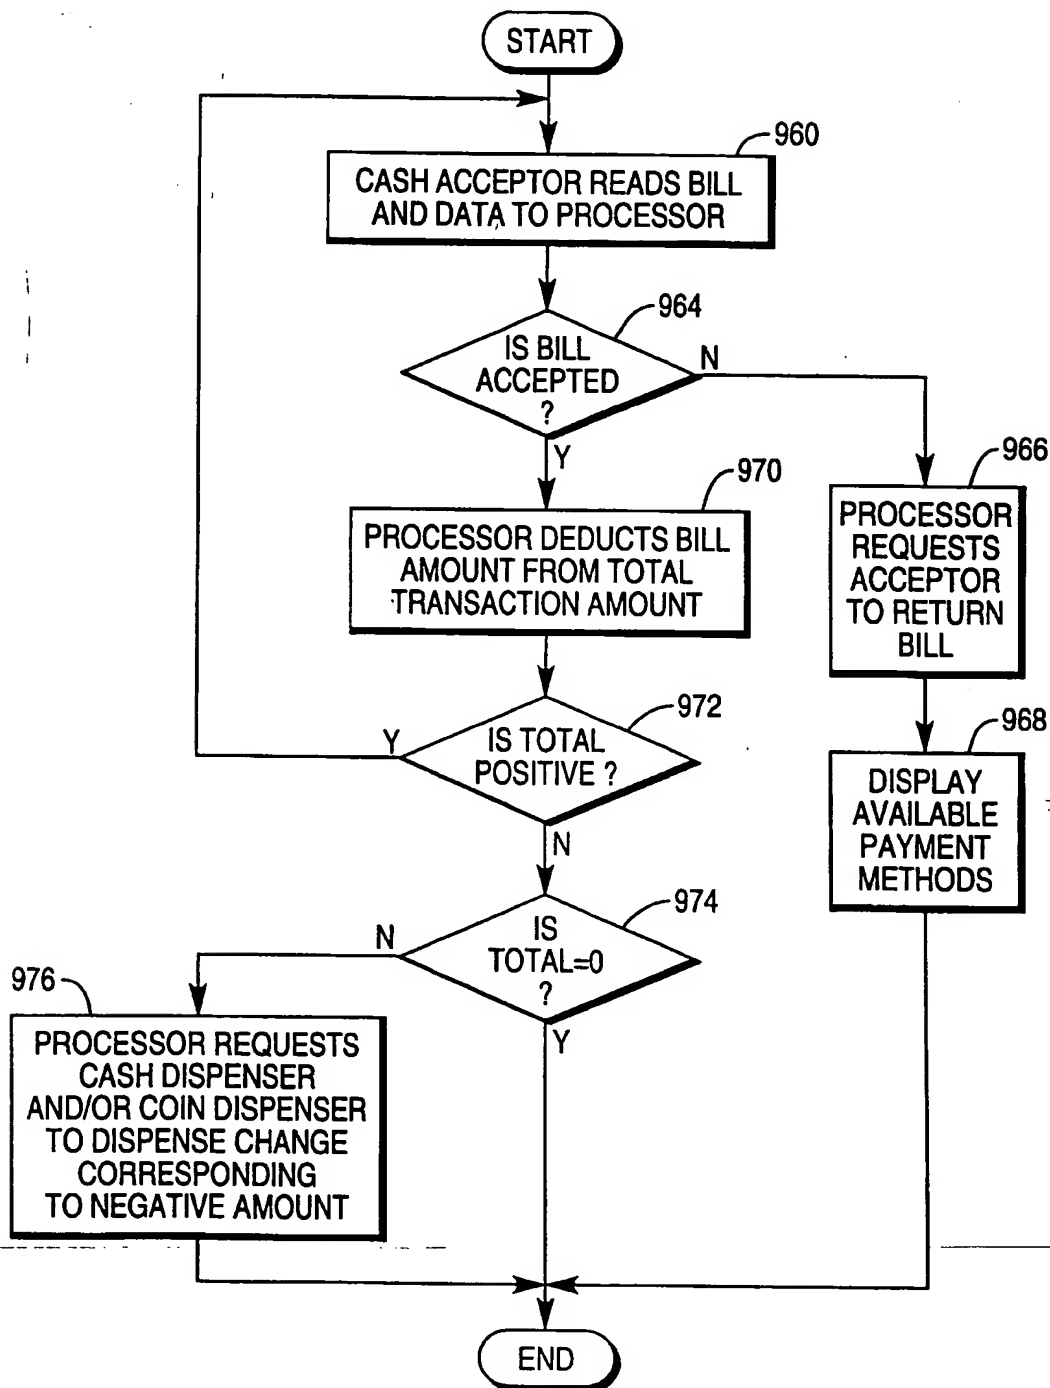 START
960
CASH ACCEPTOR READS BILL
AND DATA TO PROCESSOR
964
IS BILL
ACCEPTED
?
N
Y
966
PROCESSOR
REQUESTS
ACCEPTOR
TO RETURN
BILL
970
PROCESSOR DEDUCTS BILL
AMOUNT FROM TOTAL
TRANSACTION AMOUNT
968
DISPLAY
AVAILABLE
PAYMENT
METHODS
972
IS TOTAL
POSITIVE ?
Y
N
974
IS
TOTAL=0
?
N
Y
976
PROCESSOR REQUESTS
CASH DISPENSER
AND/OR COIN DISPENSER
TO DISPENSE CHANGE
CORRESPONDING
TO NEGATIVE AMOUNT
END